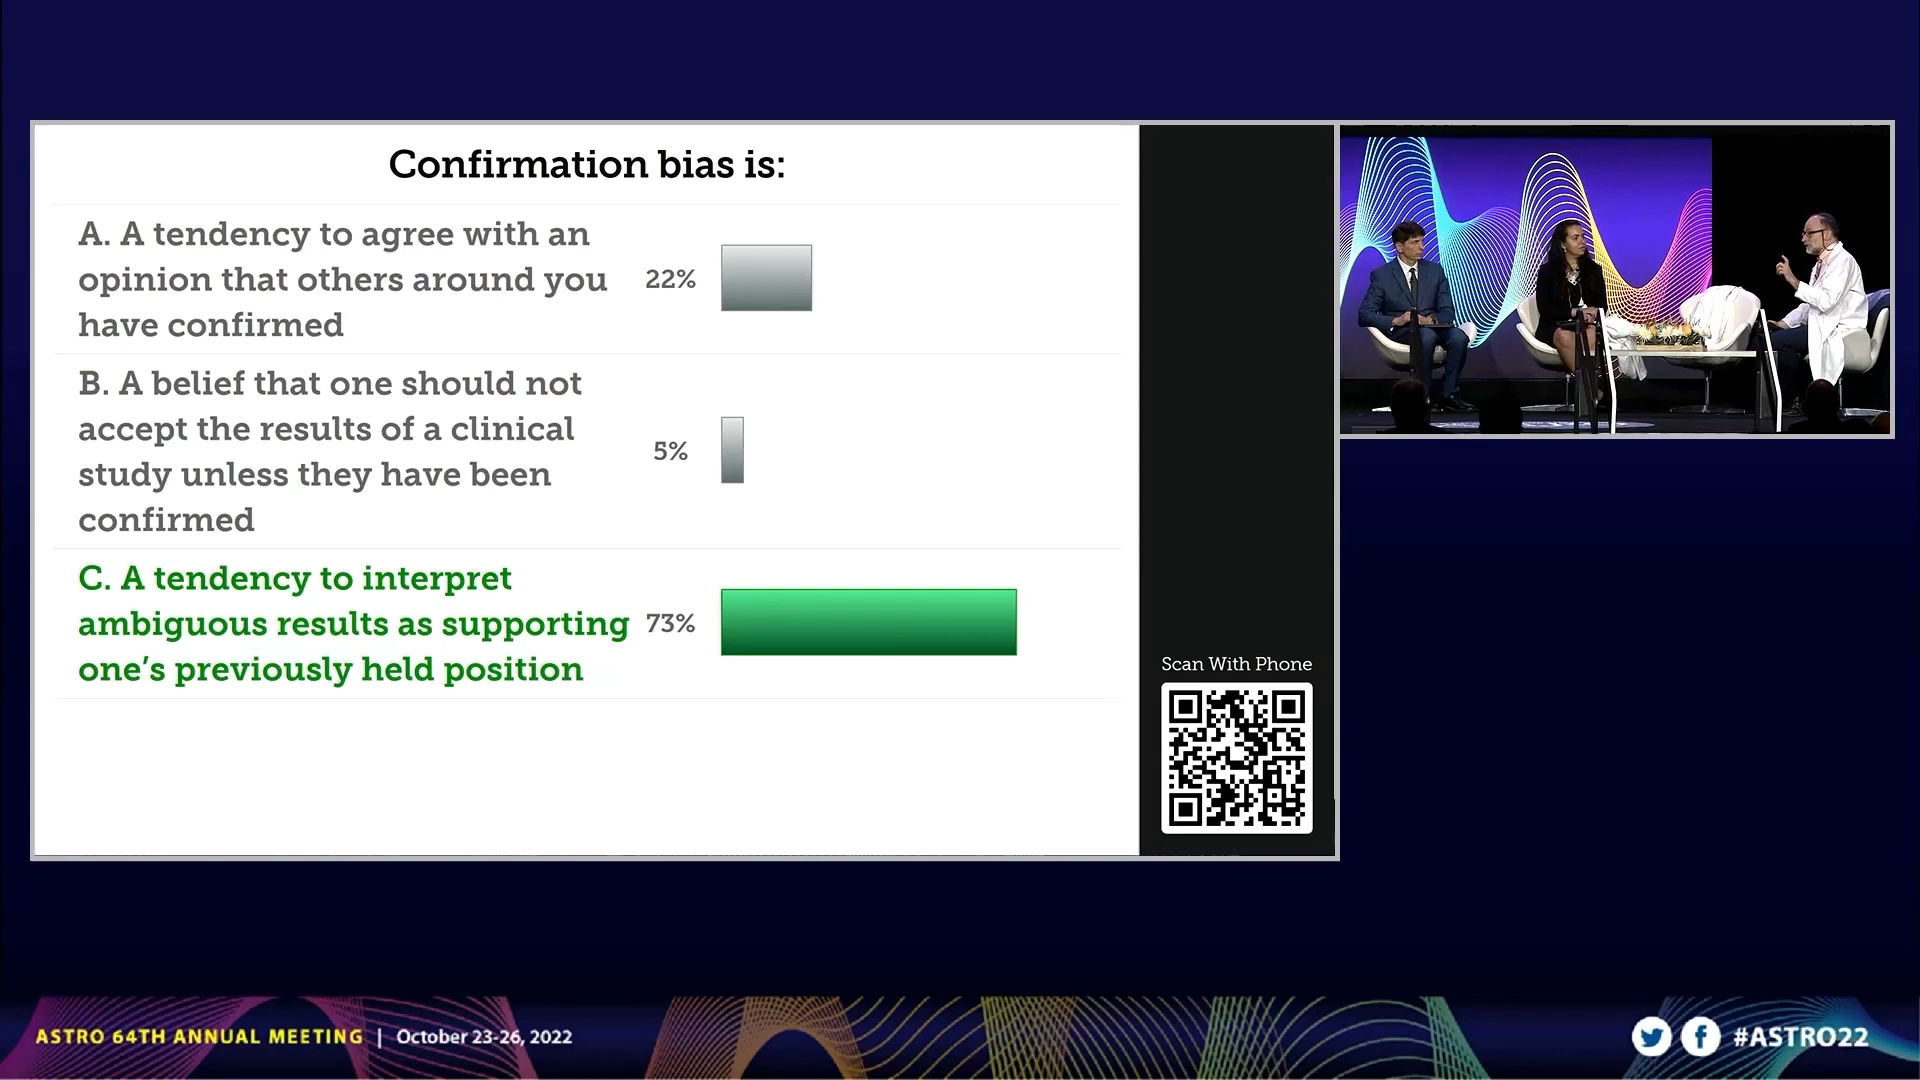 Confirmation bias is:
A. A tendency to agree with an
opinion that others around you
have confirmed
22%
B. A belief that one should not
accept the results of a clinical
study unless they have been
confirmed
5%
C. A tendency to interpret
ambiguous results as supporting
one’s previously held position
73%
Scan With Phone
ASTRO 64TH ANNUAL MEETING | October 23-26, 2022
#ASTRO22